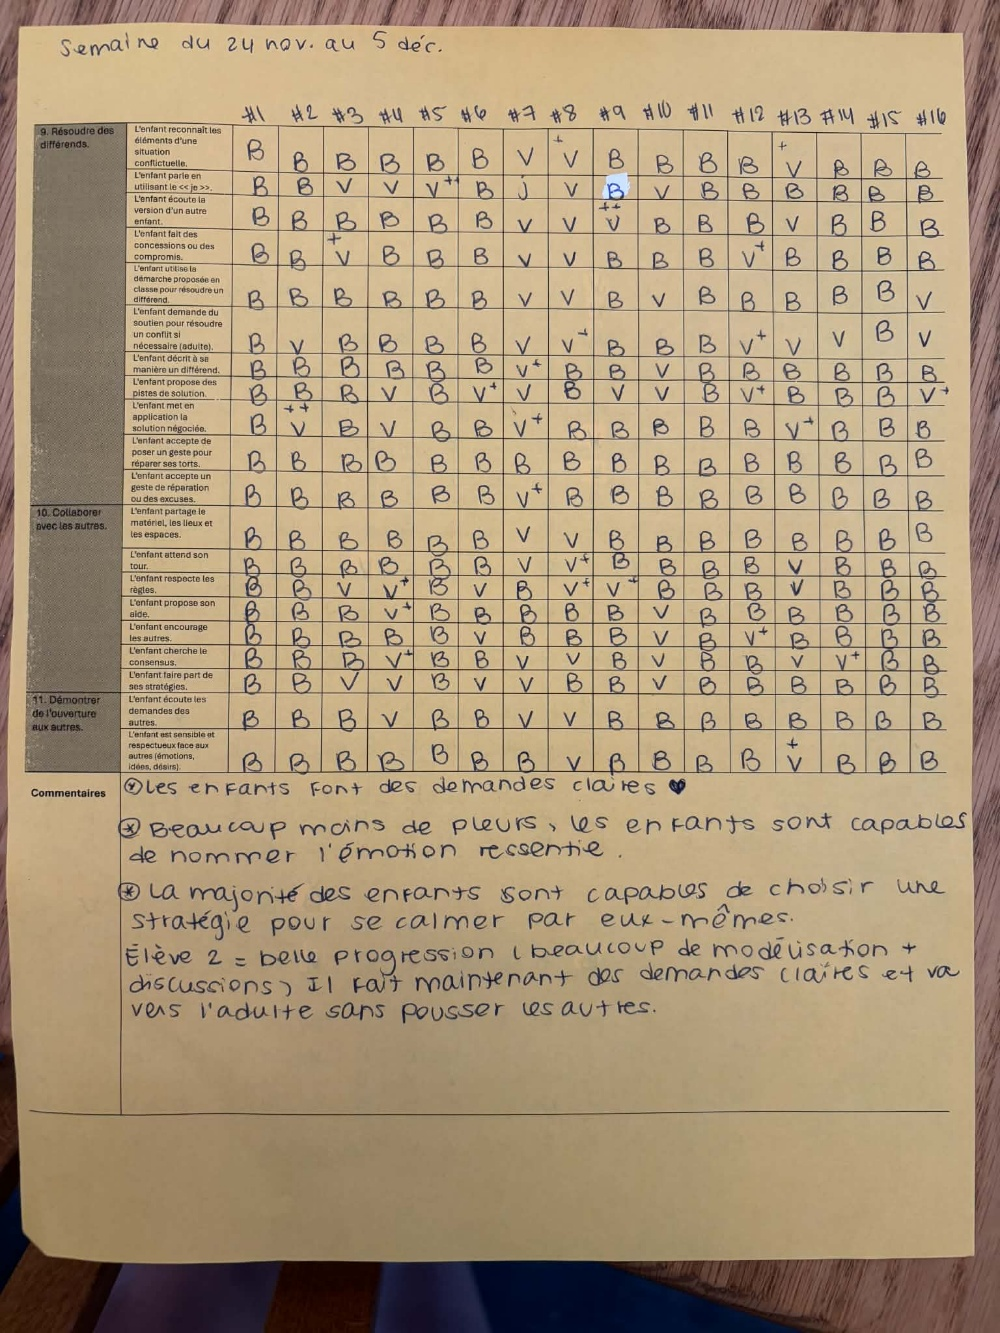 Semaine du 24 nov. au 5 déc.
#1 #2 #3 #4 #5 #6 #7 #8 #9 #10 #11 #12 #13 #14 #15 #16
9. Résoudre des différends.
L'enfant reconnaît les éléments d'une situation conflictuelle. B B B B B B V V+ B B B B V+ B B B
L'enfant parle en utilisant le << je >>. B B V V V++ B j V B V B B B B B B
L'enfant écoute la version d'un autre enfant. B B B B B B V V V++ B B B V B B B
L'enfant fait des concessions ou des compromis. B B V+ B B B V V B B B V+ B B B B
L'enfant utilise la démarche proposée en classe pour résoudre un différend. B B B B B B V V B V B B B B B V
L'enfant demande du soutien pour résoudre un conflit si nécessaire (adulte). B V B B B B V V+ B B B V+ V V B V
L'enfant décrit à sa manière un différend. B B B B B B V+ B B V B B B B B B
L'enfant propose des pistes de solution. B B B V B V+ V B V V B V+ B B B V+
L'enfant met en application la solution négociée. B V++ B V B B V+ B B B B B V+ B B B
L'enfant accepte de poser un geste pour réparer ses torts. B B B B B B B B B B B B B B B B
L'enfant accepte un geste de réparation ou des excuses. B B B B B B V+ B B B B B B B B B
10. Collaborer avec les autres.
L'enfant partage le matériel, les lieux et les espaces. B B B B B B V V B B B B B B B B
L'enfant attend son tour. B B B B B B V V+ B B B B V B B B
L'enfant respecte les règles. B B V V+ B V B V+ V+ B B B V B B B
L'enfant propose son aide. B B B V+ B B B B B V B B B B B B
L'enfant encourage les autres. B B B B B V B B B V B V+ B B B B
L'enfant cherche le consensus. B B B V+ B B V V B V B B V V+ B B
L'enfant faire part de ses stratégies. B B V V B V V B B V B B B B B B
11. Démontrer de l'ouverture aux autres.
L'enfant écoute les demandes des autres. B B B V B B V V B B B B B B B B
L'enfant est sensible et respectueux face aux autres (émotions, idées, désirs). B B B B B B B V B B B B V+ B B B
Commentaires
Les enfants font des demandes claires ♥
Beaucoup moins de pleurs, les enfants sont capables
de nommer l'émotion ressentie.
La majorité des enfants sont capables de choisir une
stratégie pour se calmer par eux-mêmes.
Élève 2 = belle progression (beaucoup de modélisation +
discussions) Il fait maintenant des demandes claires et va
vers l'adulte sans pousser les autres.